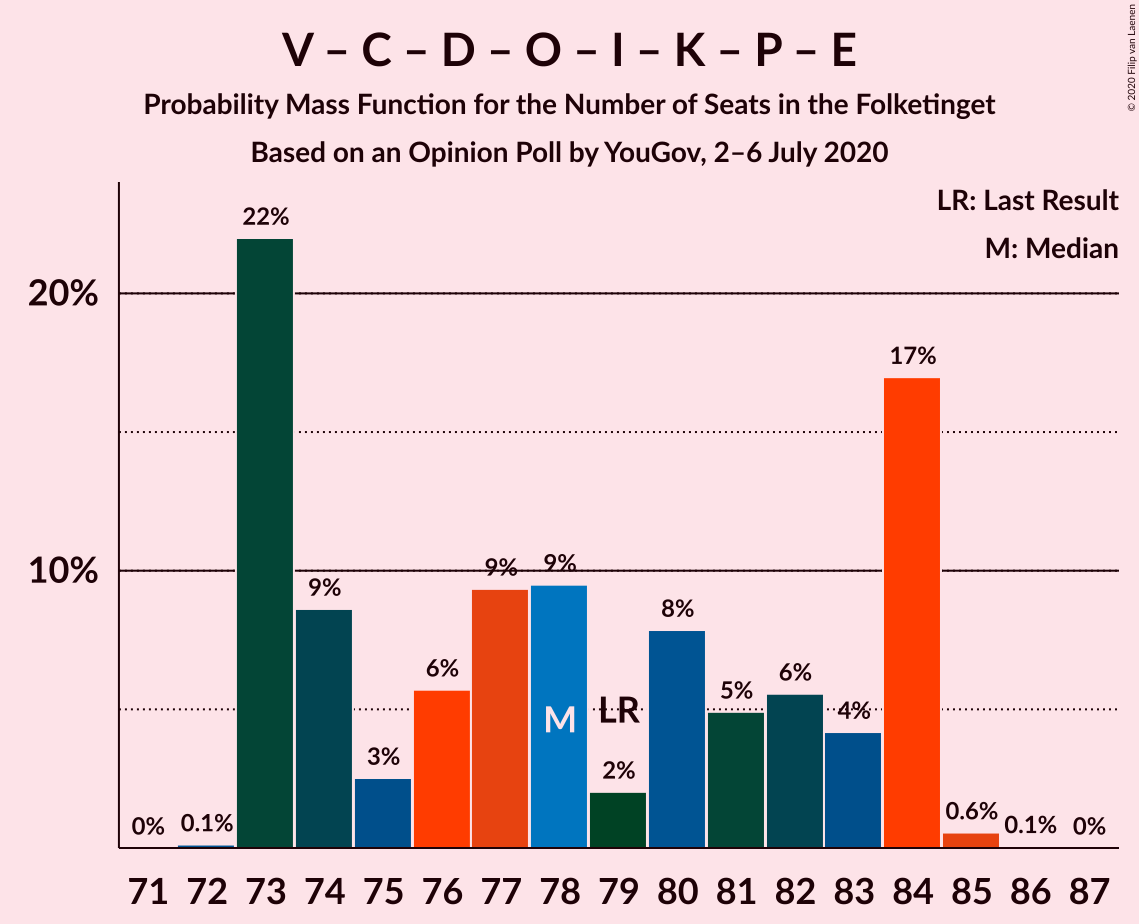 V – C – D – O – I – K – P – E
Probability Mass Function for the Number of Seats in the Folketinget
Based on an Opinion Poll by YouGov, 2–6 July 2020
© 2020 Filip van Laenen
LR: Last Result
M: Median
20%
10%
0%
0.1%
22%
9%
3%
6%
9%
9%
M
LR
2%
8%
5%
6%
4%
17%
0.6%
0.1%
0%
71 72 73 74 75 76 77 78 79 80 81 82 83 84 85 86 87